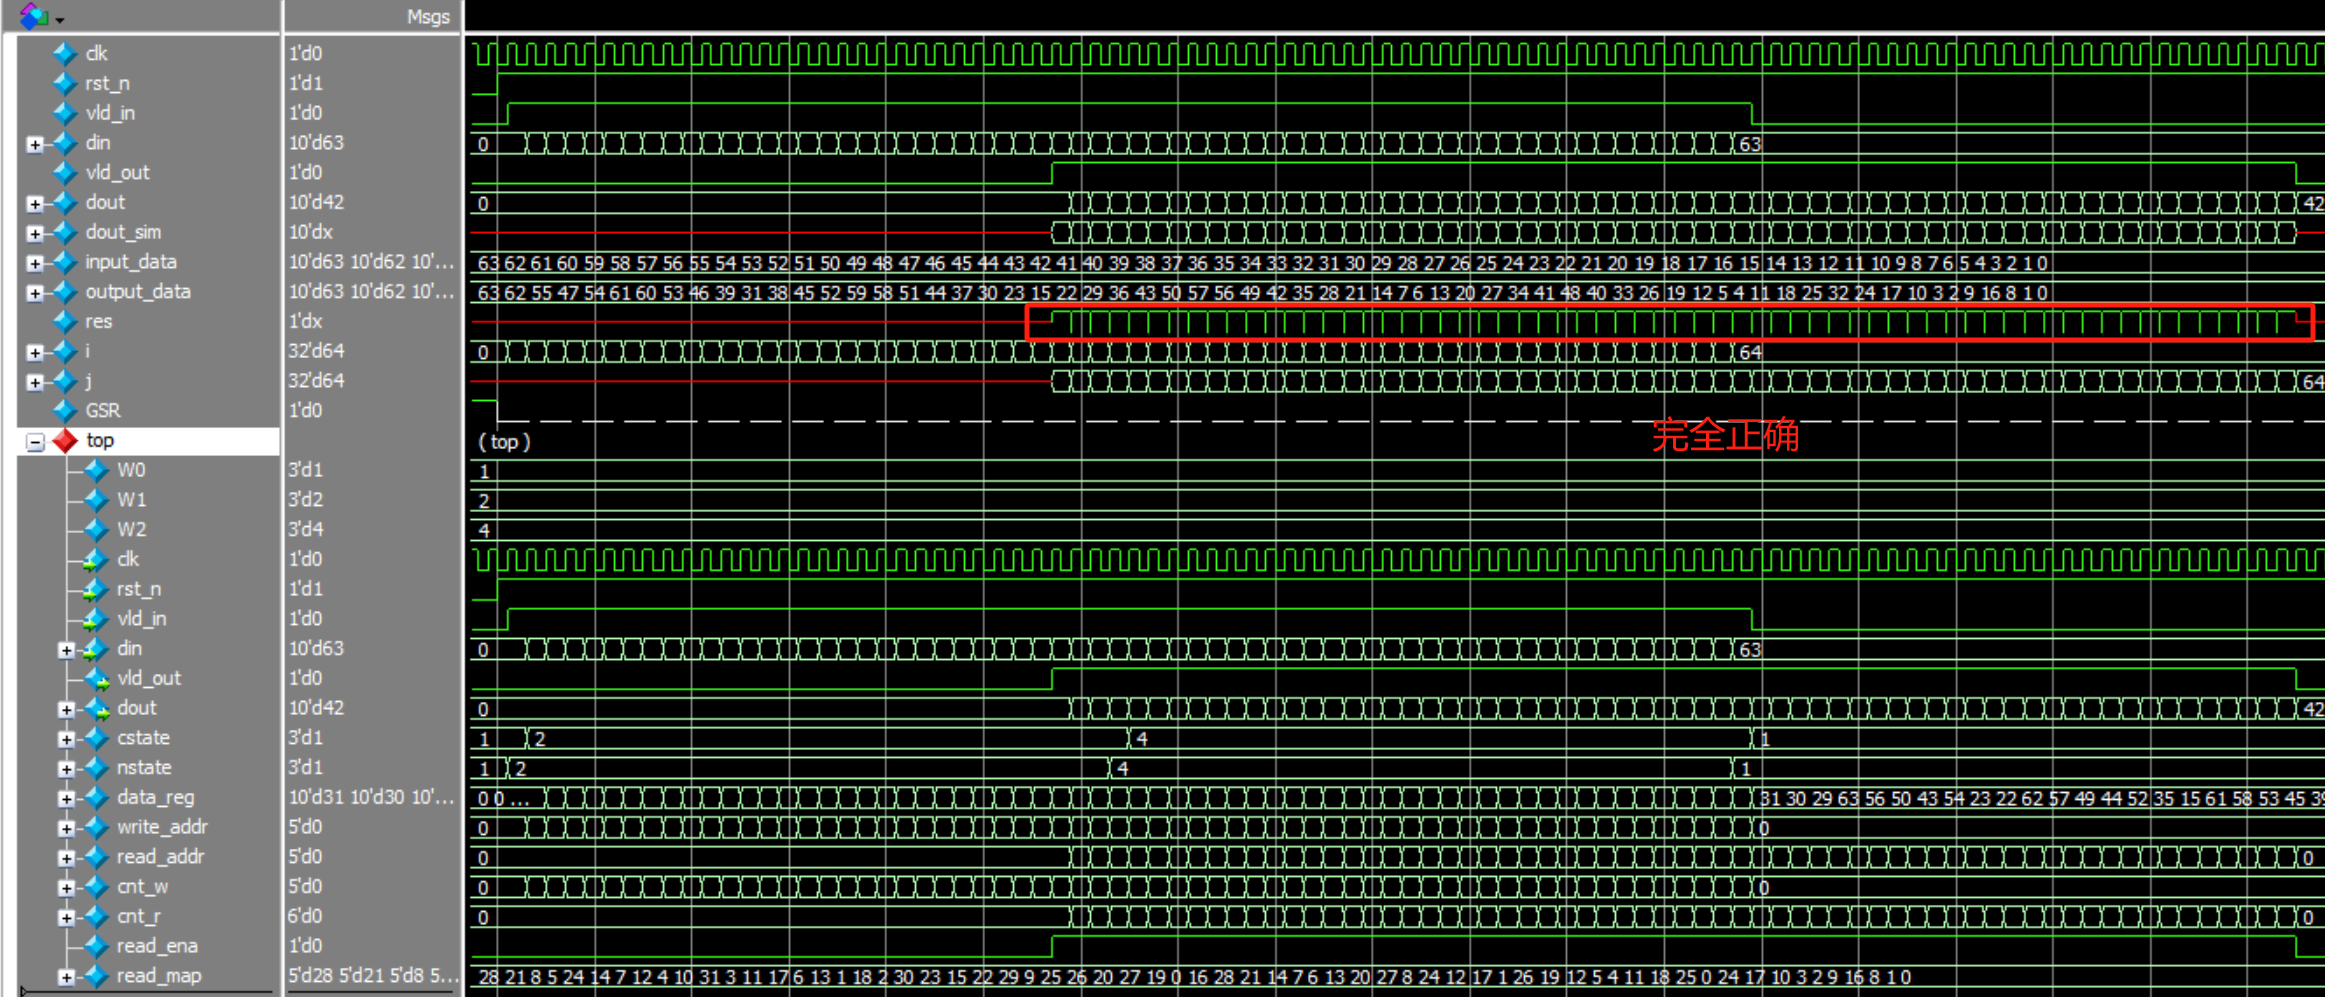 Msgs
clk 1'd0
rst_n 1'd1
vld_in 1'd0
din 10'd63 0 63
vld_out 1'd0
dout 10'd42 0 42
dout_sim 10'dx
input_data 10'd63 10'd62 10'... 63 62 61 60 59 58 57 56 55 54 53 52 51 50 49 48 47 46 45 44 43 42 41 40 39 38 37 36 35 34 33 32 31 30 29 28 27 26 25 24 23 22 21 20 19 18 17 16 15 14 13 12 11 10 9 8 7 6 5 4 3 2 1 0
output_data 10'd63 10'd62 10'... 63 62 55 47 54 61 60 53 46 39 31 38 45 52 59 58 51 44 37 30 23 15 22 29 36 43 50 57 56 49 42 35 28 21 14 7 6 13 20 27 34 41 48 40 33 26 19 12 5 4 11 18 25 32 24 17 10 3 2 9 16 8 1 0
res 1'dx
i 32'd64 0 64
j 32'd64 64
GSR 1'd0
完全正确
top ( top )
W0 3'd1 1
W1 3'd2 2
W2 3'd4 4
clk 1'd0
rst_n 1'd1
vld_in 1'd0
din 10'd63 0 63
vld_out 1'd0
dout 10'd42 0 42
cstate 3'd1 1 2 4 1
nstate 3'd1 1 2 4 1
data_reg 10'd31 10'd30 10'... 0 0 ... 31 30 29 63 56 50 43 54 23 22 62 57 49 44 52 35 15 61 58 53 45 39
write_addr 5'd0 0 0
read_addr 5'd0 0 0
cnt_w 5'd0 0 0
cnt_r 6'd0 0 0
read_ena 1'd0
read_map 5'd28 5'd21 5'd8 5... 28 21 8 5 24 14 7 12 4 10 31 3 11 17 6 13 1 18 2 30 23 15 22 29 9 25 26 20 27 19 0 16 28 21 14 7 6 13 20 27 8 24 12 17 1 26 19 12 5 4 11 18 25 0 24 17 10 3 2 9 16 8 1 0